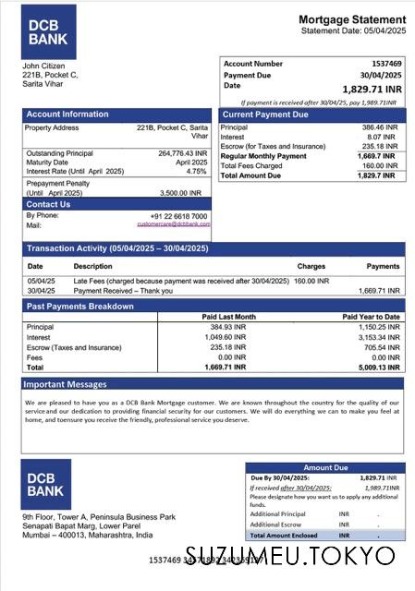 DCB
BANK
Mortgage Statement
Statement Date: 05/04/2025
John Citizen
221B, Pocket C,
Sarita Vihar
Account Number 1537469
Payment Due 30/04/2025
Date 1,829.71 INR
If payment is received after 30/04/25, pay 1,989.71INR
Account Information
Property Address 221B, Pocket C, Sarita
Vihar
Outstanding Principal 264,776.43 INR
Maturity Date April 2025
Interest Rate (Until April 2025) 4.75%
Prepayment Penalty
(Until April 2025) 3,500.00 INR
Contact Us
By Phone: +91 22 6618 7000
Mail: customercare@dcbbank.com
Current Payment Due
Principal 386.46 INR
Interest 8.07 INR
Escrow (for Taxes and Insurance) 235.18 INR
Regular Monthly Payment 1,669.7 INR
Total Fees Charged 160.00 INR
Total Amount Due 1,829.7 INR
Transaction Activity (05/04/2025 – 30/04/2025)
Date Description Charges Payments
05/04/25 Late Fees (charged because payment was received after 30/04/2025) 160.00 INR
30/04/25 Payment Received – Thank you 1,669.71 INR
Past Payments Breakdown
Paid Last Month Paid Year to Date
Principal 384.93 INR 1,150.25 INR
Interest 1,049.60 INR 3,153.34 INR
Escrow (Taxes and Insurance) 235.18 INR 705.54 INR
Fees 0.00 INR 0.00 INR
Total 1,669.71 INR 5,009.13 INR
Important Messages
We are pleased to have you as a DCB Bank Mortgage customer. We are known throughout the country for the quality of our
service and our dedication to providing financial security for our customers. We will do everything we can to make you feel at
home, and toensure you receive the friendly, professional service you deserve.
DCB
BANK
9th Floor, Tower A, Peninsula Business Park
Senapati Bapat Marg, Lower Parel
Mumbai – 400013, Maharashtra, India
Amount Due
Due By 30/04/2025: 1,829.71 INR
If received after 30/04/2025: 1,989.71INR
Please designate how you want us to apply any additional
funds.
Additional Principal INR .
Additional Escrow INR .
Total Amount Enclosed INR .
1537469
SUZUMEU.TOKYO